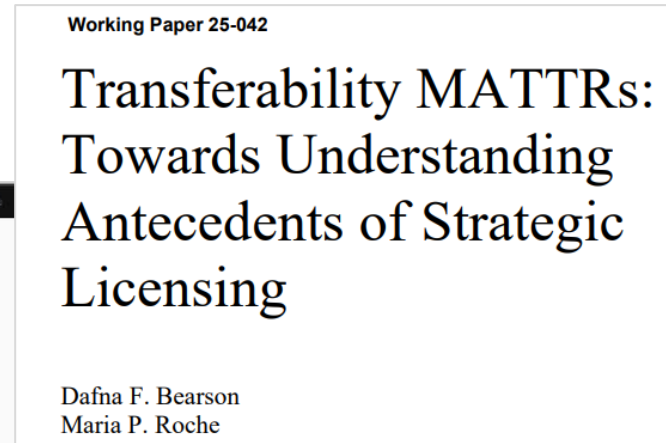 Working Paper 25-042
Transferability MATTRs:
Towards Understanding
Antecedents of Strategic
Licensing
Dafna F. Bearson
Maria P. Roche